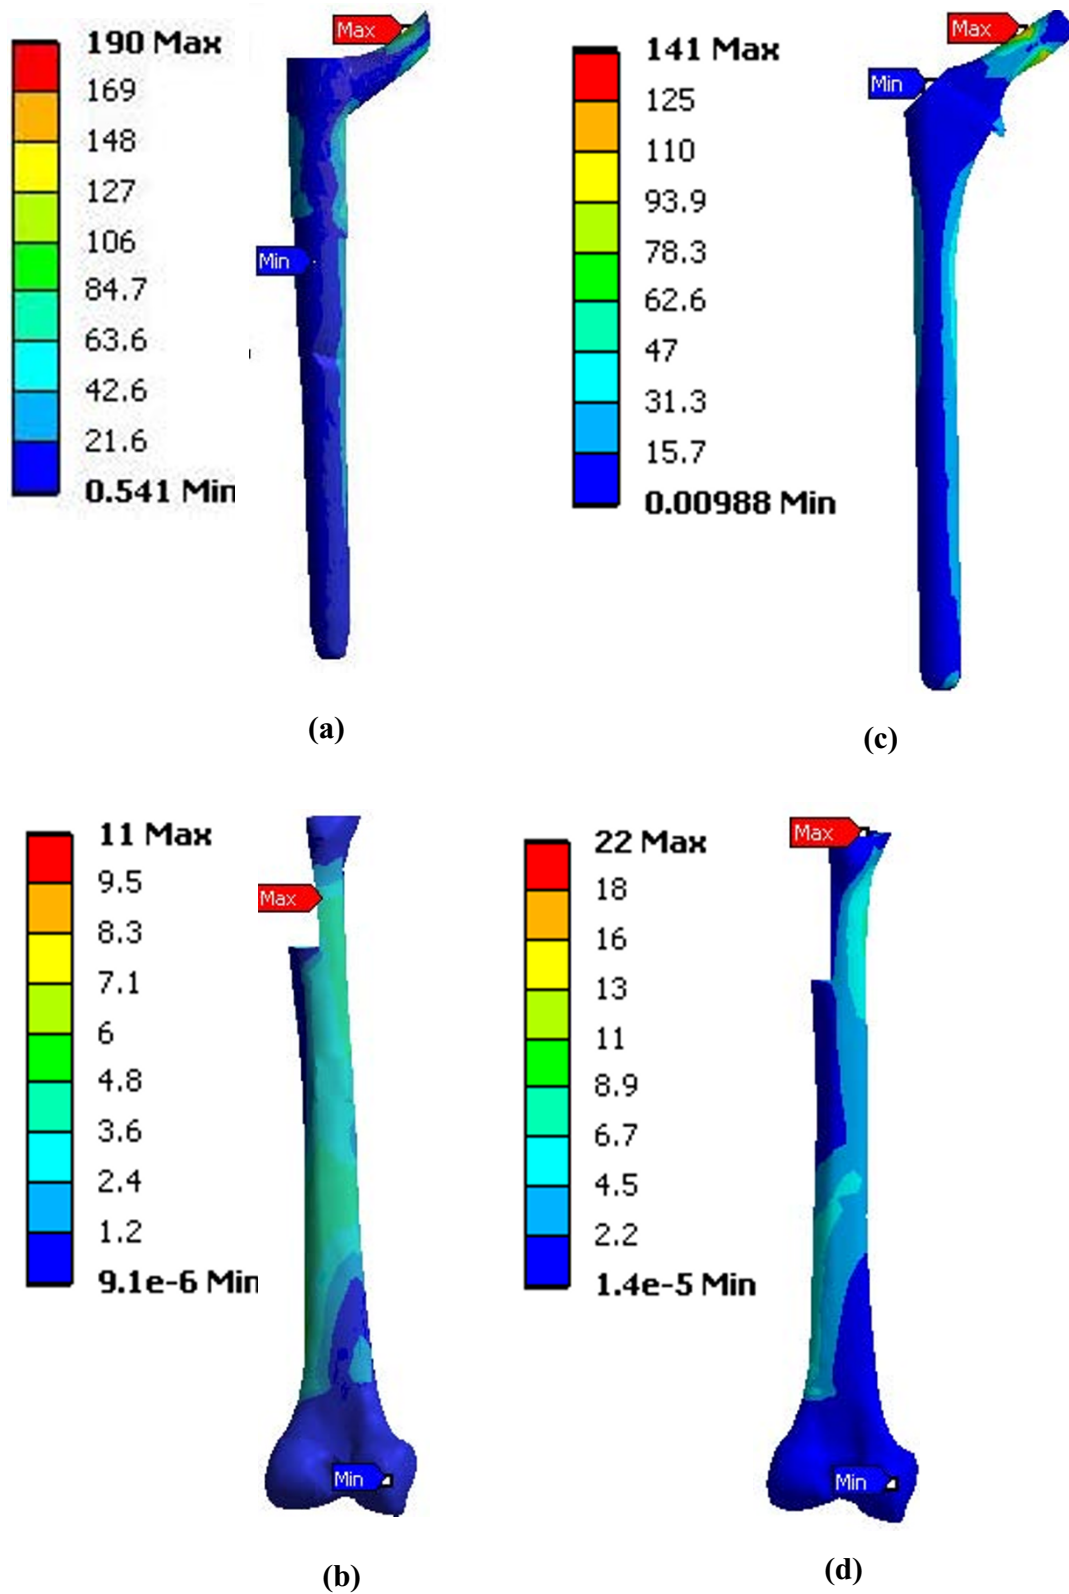 190 Max
169
148
127
106
84.7
63.6
42.6
21.6
0.541 Min
Max
Min
(a)
141 Max
125
110
93.9
78.3
62.6
47
31.3
15.7
0.00988 Min
Max
Min
(c)
11 Max
9.5
8.3
7.1
6
4.8
3.6
2.4
1.2
9.1e-6 Min
Max
Min
(b)
22 Max
18
16
13
11
8.9
6.7
4.5
2.2
1.4e-5 Min
Max
Min
(d)